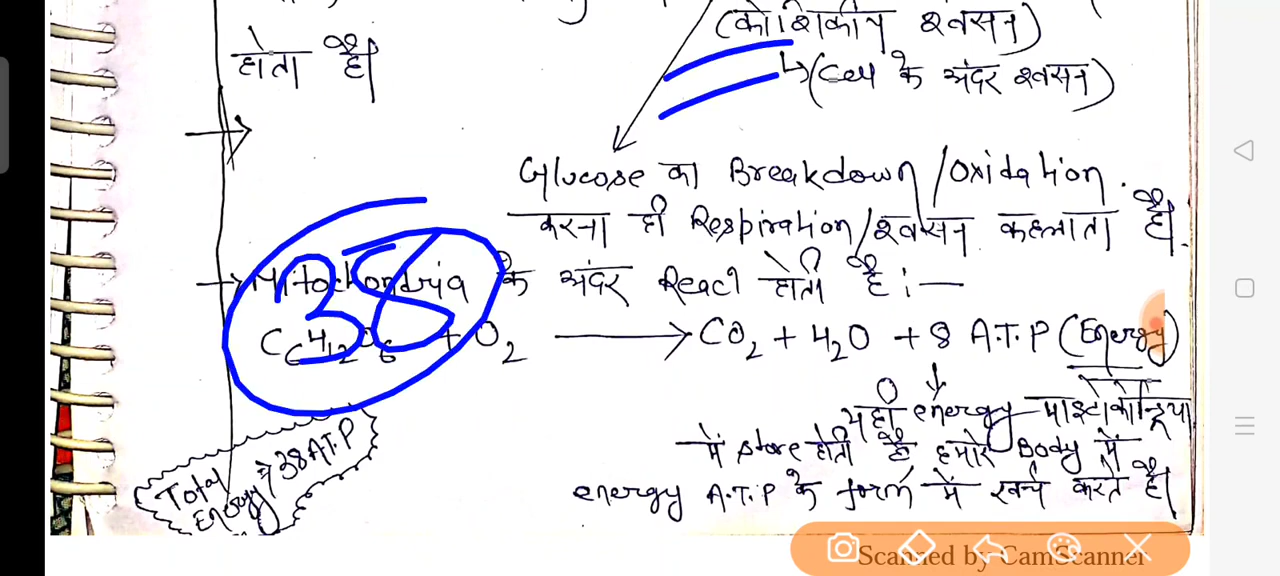 (कोशिकीय श्वसन)
होता है।
↳(Cell के अंदर श्वसन)
Glucose का Breakdown/Oxidation.
करना ही Respiration/श्वसन कहलाता है।
→ Mitochondria के अंदर React होती है :—
38
C6H12O6 + O2 ⟶ CO2 + H2O + 8 A.T.P (Energy)
यहाँ energy माइटोकोन्ड्रिया
में store होती है हमारे Body में
energy A.T.P के form में खर्च करते है।
Total Energy ⇒ 38 A.T.P
Scanned by CamScanner